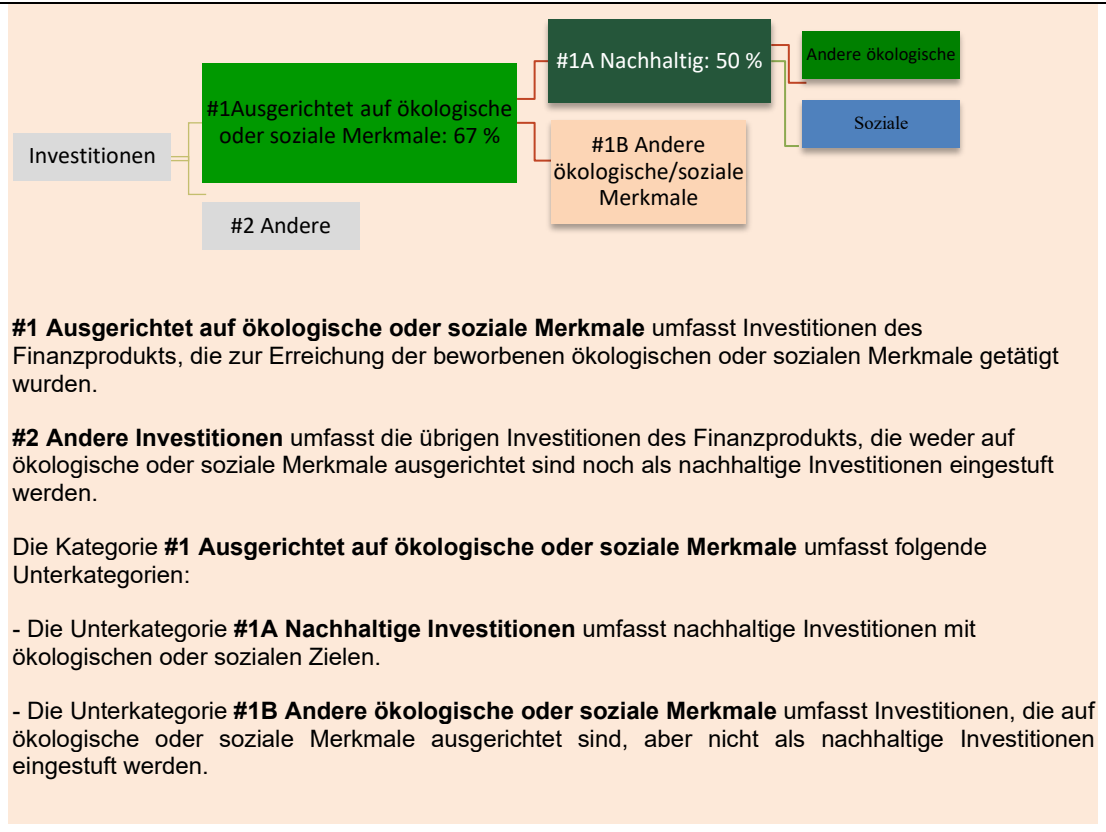 #1A Nachhaltig: 50 %
Andere ökologische
#1Ausgerichtet auf ökologische
oder soziale Merkmale: 67 %
Soziale
Investitionen
#1B Andere
ökologische/soziale
Merkmale
#2 Andere
#1 Ausgerichtet auf ökologische oder soziale Merkmale umfasst Investitionen des
Finanzprodukts, die zur Erreichung der beworbenen ökologischen oder sozialen Merkmale getätigt
wurden.
#2 Andere Investitionen umfasst die übrigen Investitionen des Finanzprodukts, die weder auf
ökologische oder soziale Merkmale ausgerichtet sind noch als nachhaltige Investitionen eingestuft
werden.
Die Kategorie #1 Ausgerichtet auf ökologische oder soziale Merkmale umfasst folgende
Unterkategorien:
- Die Unterkategorie #1A Nachhaltige Investitionen umfasst nachhaltige Investitionen mit
ökologischen oder sozialen Zielen.
- Die Unterkategorie #1B Andere ökologische oder soziale Merkmale umfasst Investitionen, die auf
ökologische oder soziale Merkmale ausgerichtet sind, aber nicht als nachhaltige Investitionen
eingestuft werden.